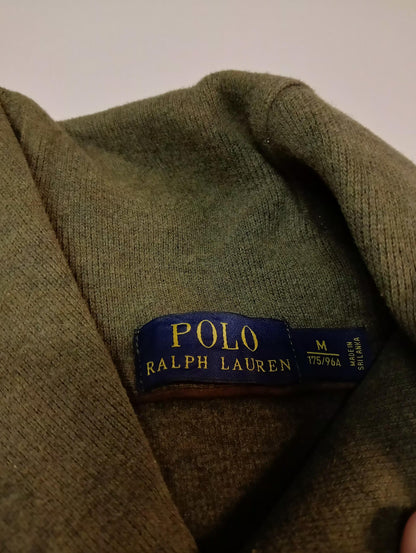 POLO
RALPH LAUREN
M
175/96A
MADE IN
SRI LANKA